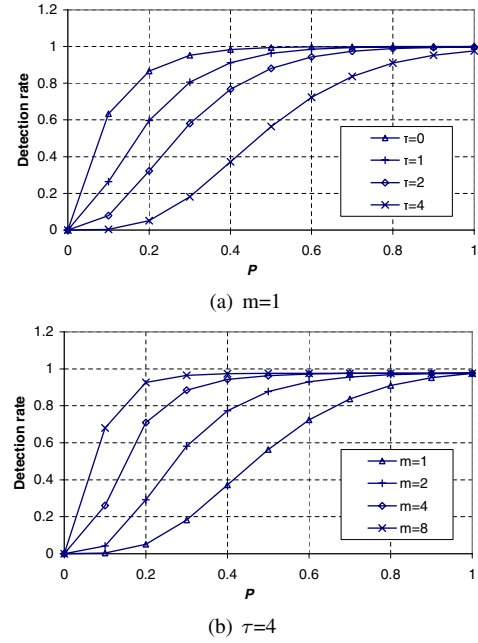 1.2
1
0.8
0.6
0.4
0.2
0
Detection rate
τ=0
τ=1
τ=2
τ=4
0 0.2 0.4 0.6 0.8 1
P
(a) m=1
1.2
1
0.8
0.6
0.4
0.2
0
Detection rate
m=1
m=2
m=4
m=8
0 0.2 0.4 0.6 0.8 1
P
(b) τ=4